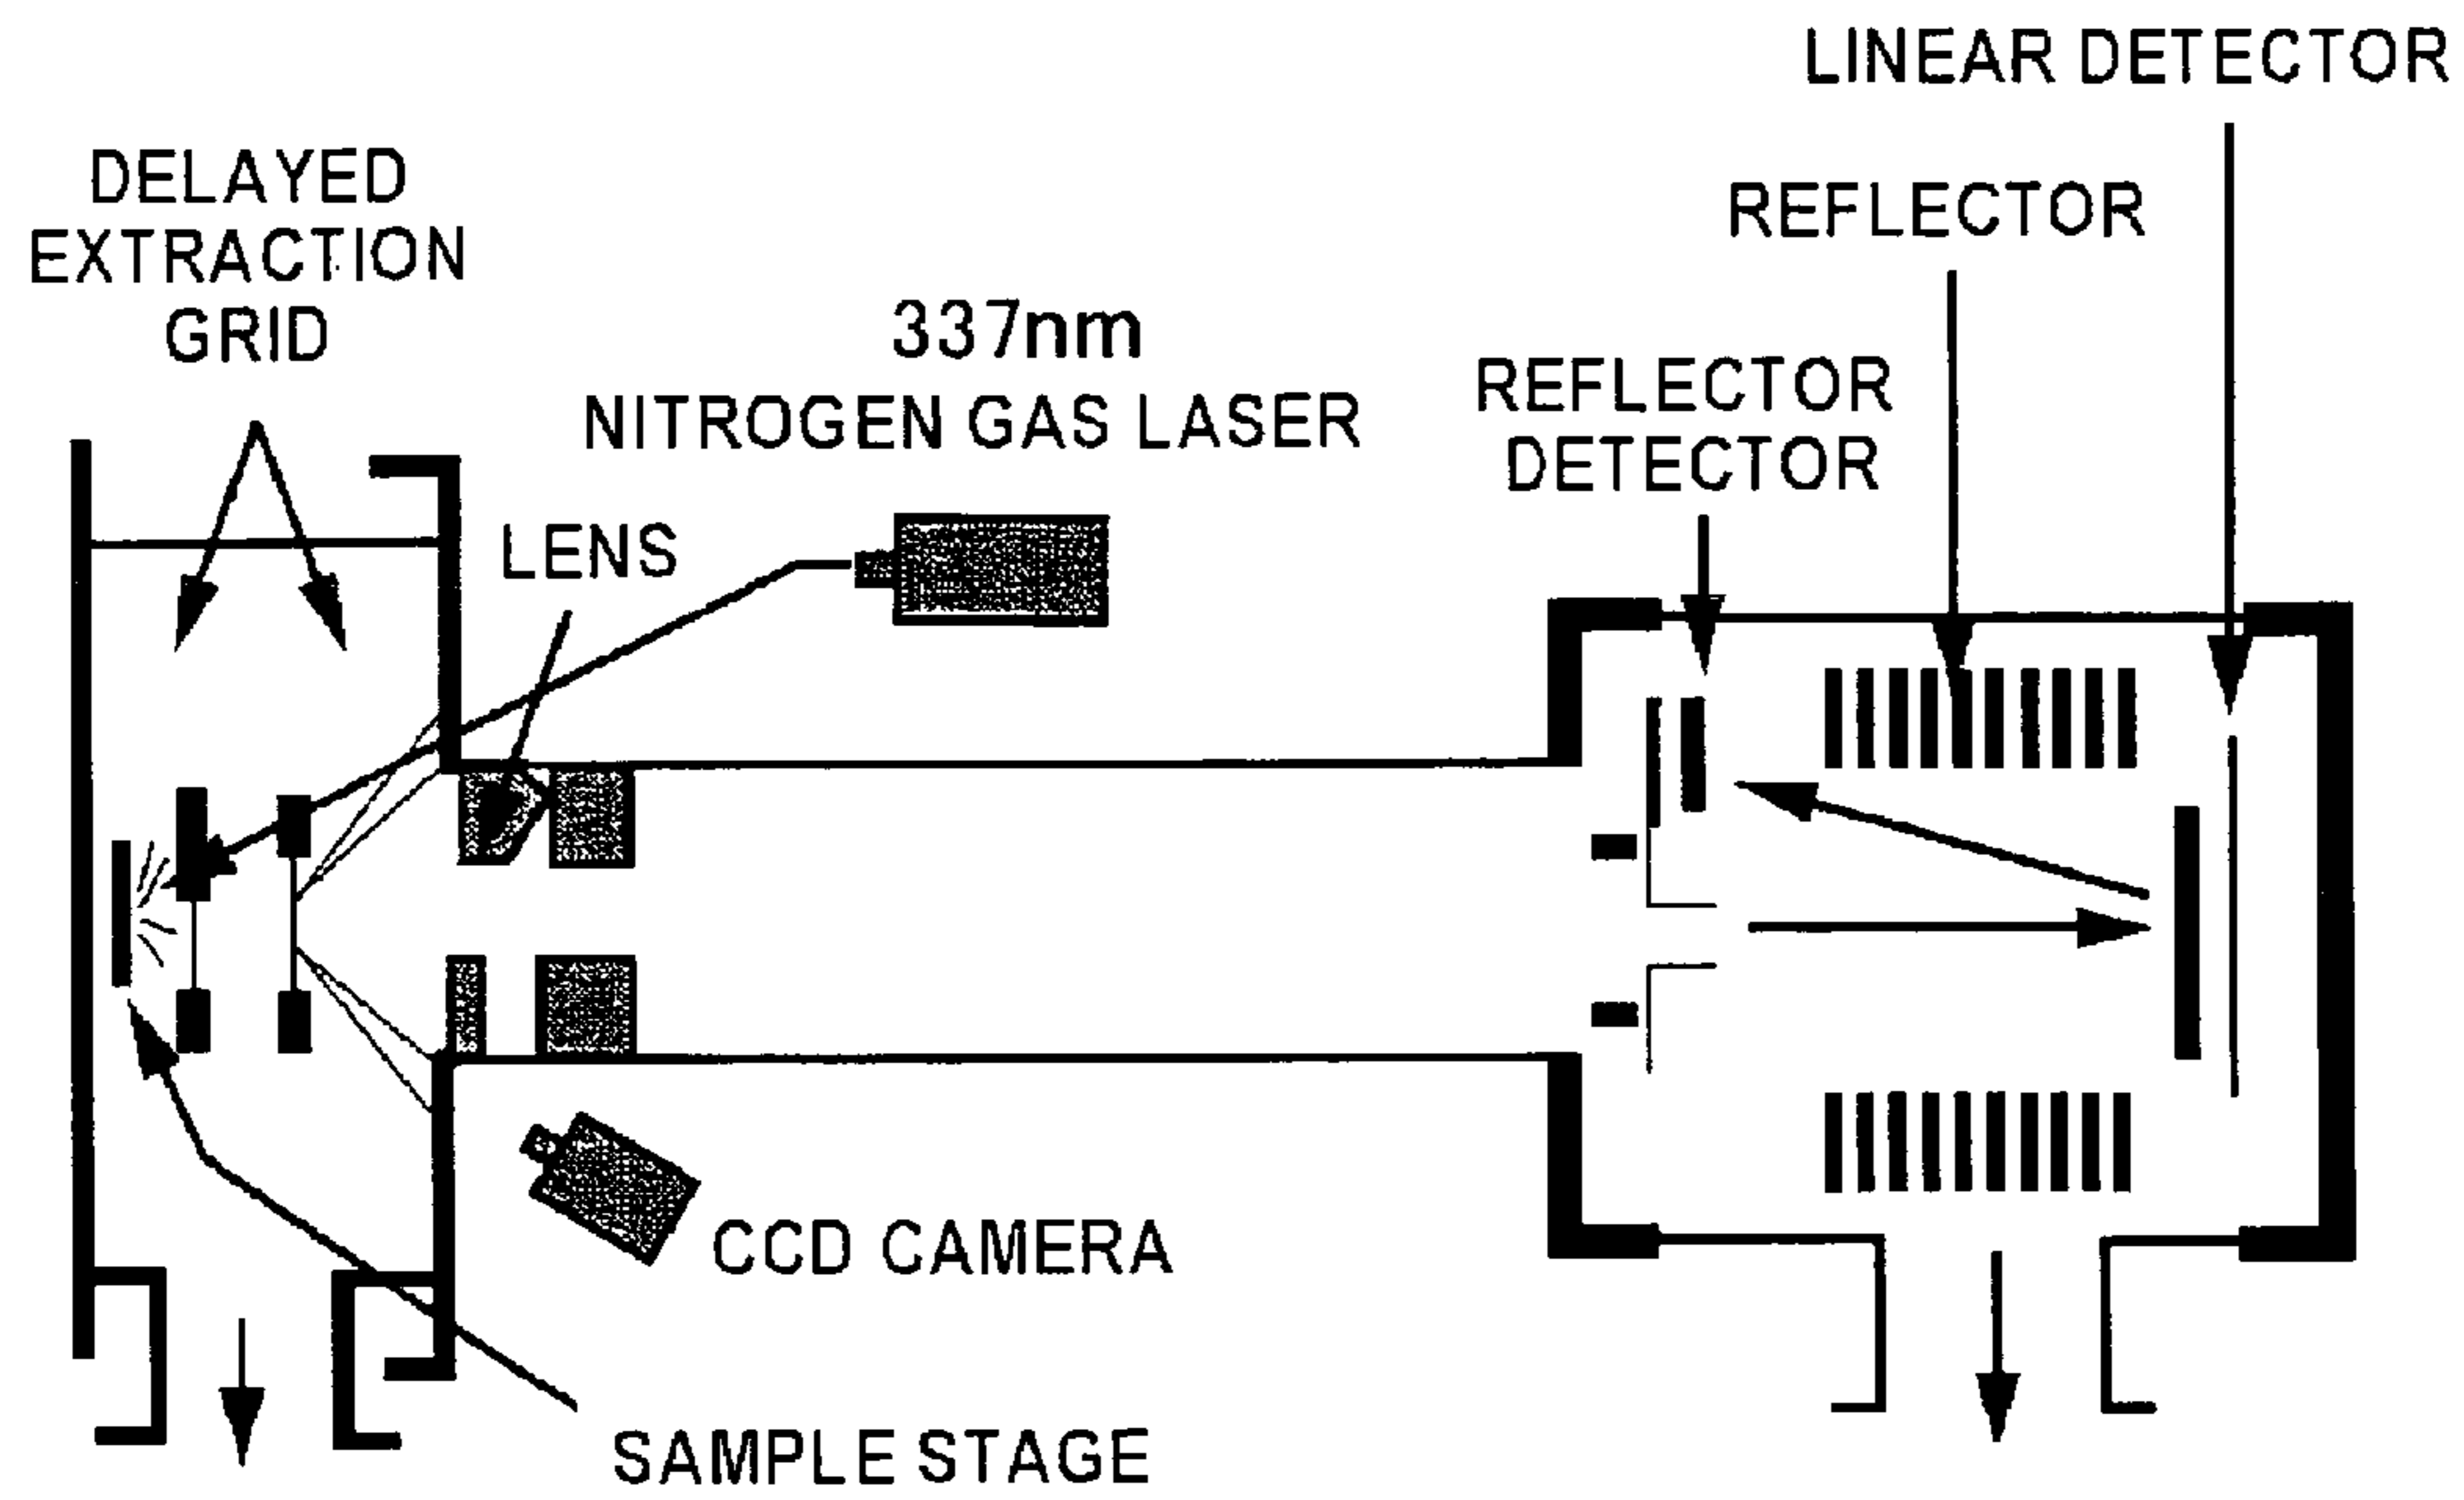 LINEAR DETECTOR
REFLECTOR
DELAYED
EXTRACTION
GRID
337nm
NITROGEN GAS LASER
REFLECTOR
DETECTOR
LENS
CCD CAMERA
SAMPLE STAGE